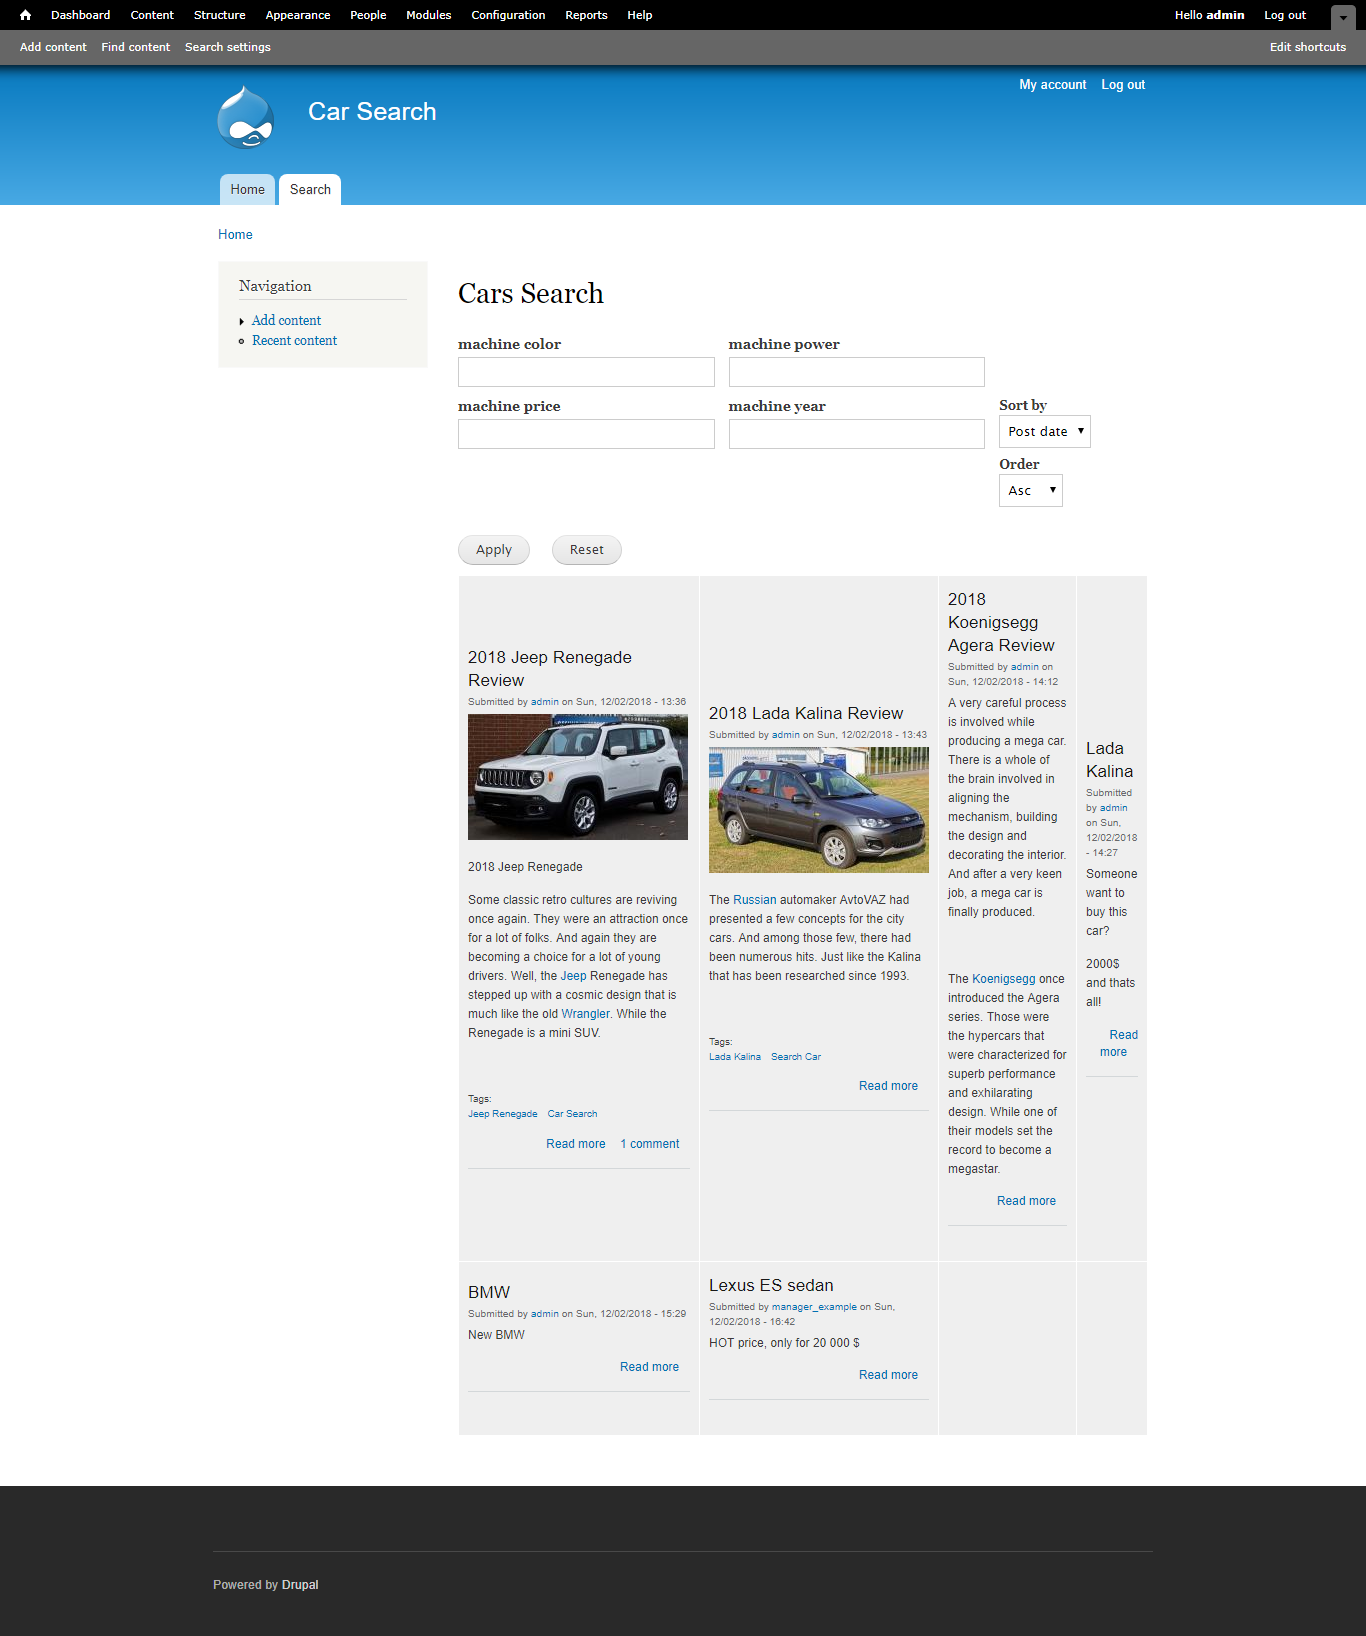 Dashboard Content Structure Appearance People Modules Configuration Reports Help Hello admin Log out
Add content Find content Search settings Edit shortcuts
My account Log out
Car Search
Home Search
Home
Navigation
Add content
Recent content
Cars Search
machine color machine power
machine price machine year Sort by
Post date
Order
Asc
Apply Reset
2018 Jeep Renegade
Review
Submitted by admin on Sun, 12/02/2018 - 13:36
2018 Jeep Renegade
Some classic retro cultures are reviving
once again. They were an attraction once
for a lot of folks. And again they are
becoming a choice for a lot of young
drivers. Well, the Jeep Renegade has
stepped up with a cosmic design that is
much like the old Wrangler. While the
Renegade is a mini SUV.
Tags:
Jeep Renegade Car Search
Read more 1 comment
2018 Lada Kalina Review
Submitted by admin on Sun, 12/02/2018 - 13:43
The Russian automaker AvtoVAZ had
presented a few concepts for the city
cars. And among those few, there had
been numerous hits. Just like the Kalina
that has been researched since 1993.
Tags:
Lada Kalina Search Car
Read more
2018
Koenigsegg
Agera Review
Submitted by admin on
Sun, 12/02/2018 - 14:12
A very careful process
is involved while
producing a mega car.
There is a whole of
the brain involved in
aligning the
mechanism, building
the design and
decorating the interior.
And after a very keen
job, a mega car is
finally produced.
The Koenigsegg once
introduced the Agera
series. Those were
the hypercars that
were characterized for
superb performance
and exhilarating
design. While one of
their models set the
record to become a
megastar.
Read more
Lada
Kalina
Submitted
by admin
on Sun,
12/02/2018
- 14:27
Someone
want to
buy this
car?
2000$
and thats
all!
Read
more
BMW
Submitted by admin on Sun, 12/02/2018 - 15:29
New BMW
Read more
Lexus ES sedan
Submitted by manager_example on Sun,
12/02/2018 - 16:42
HOT price, only for 20 000 $
Read more
Powered by Drupal